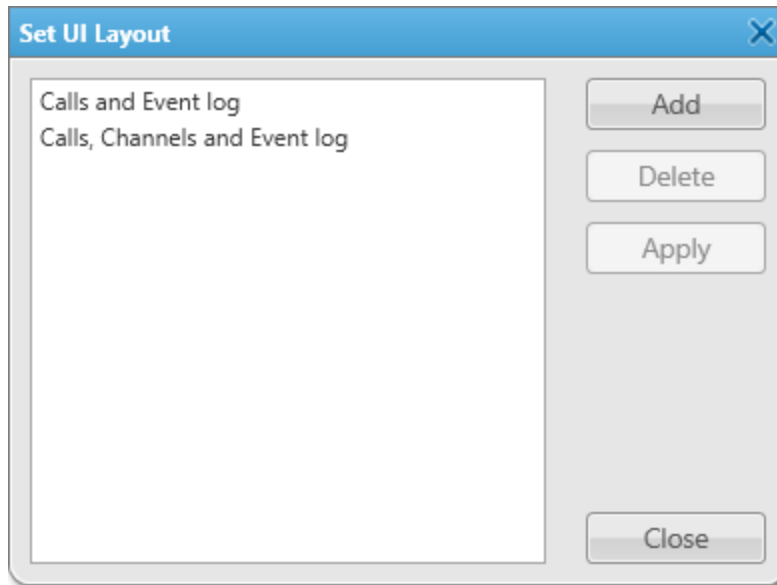 Set UI Layout
Calls and Event log
Calls, Channels and Event log
Add
Delete
Apply
Close